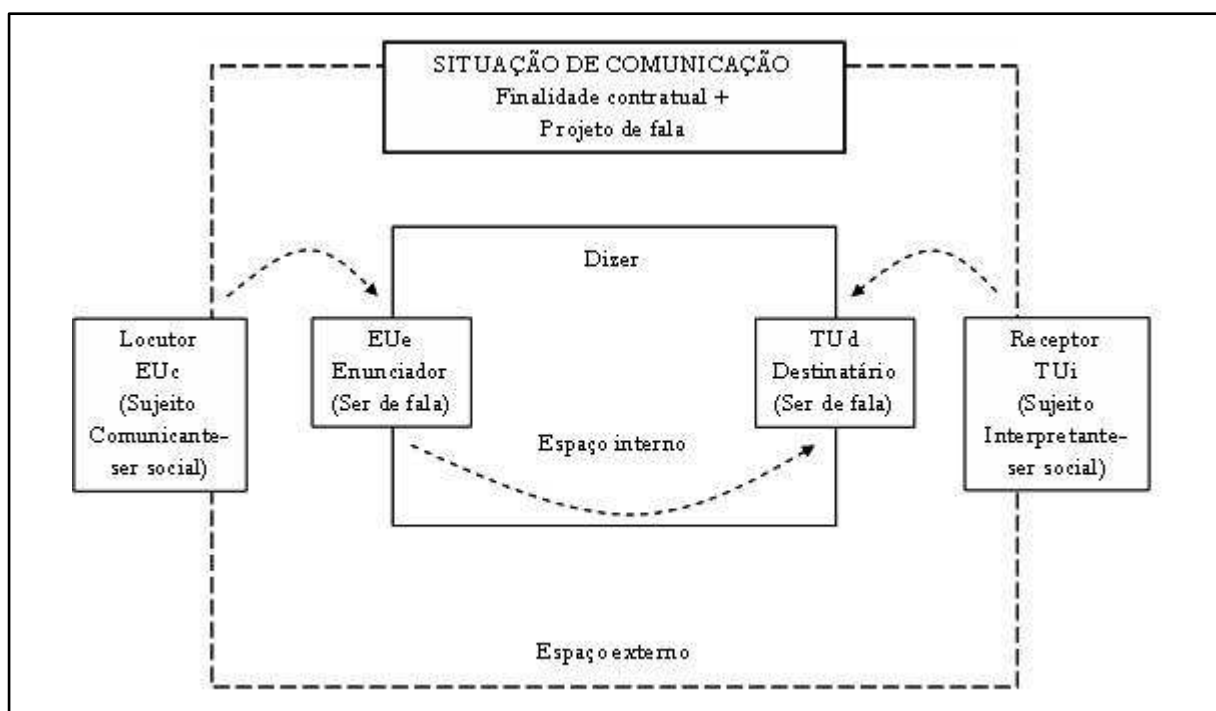 SITUAÇÃO DE COMUNICAÇÃO
Finalidade contratual +
Projeto de fala
Dizer
Locutor
EUc
(Sujeito
Comunicante-
ser social)
EUe
Enunciador
(Ser de fala)
TUd
Destinatário
(Ser de fala)
Receptor
TUi
(Sujeito
Interpretante-
ser social)
Espaço interno
Espaço externo